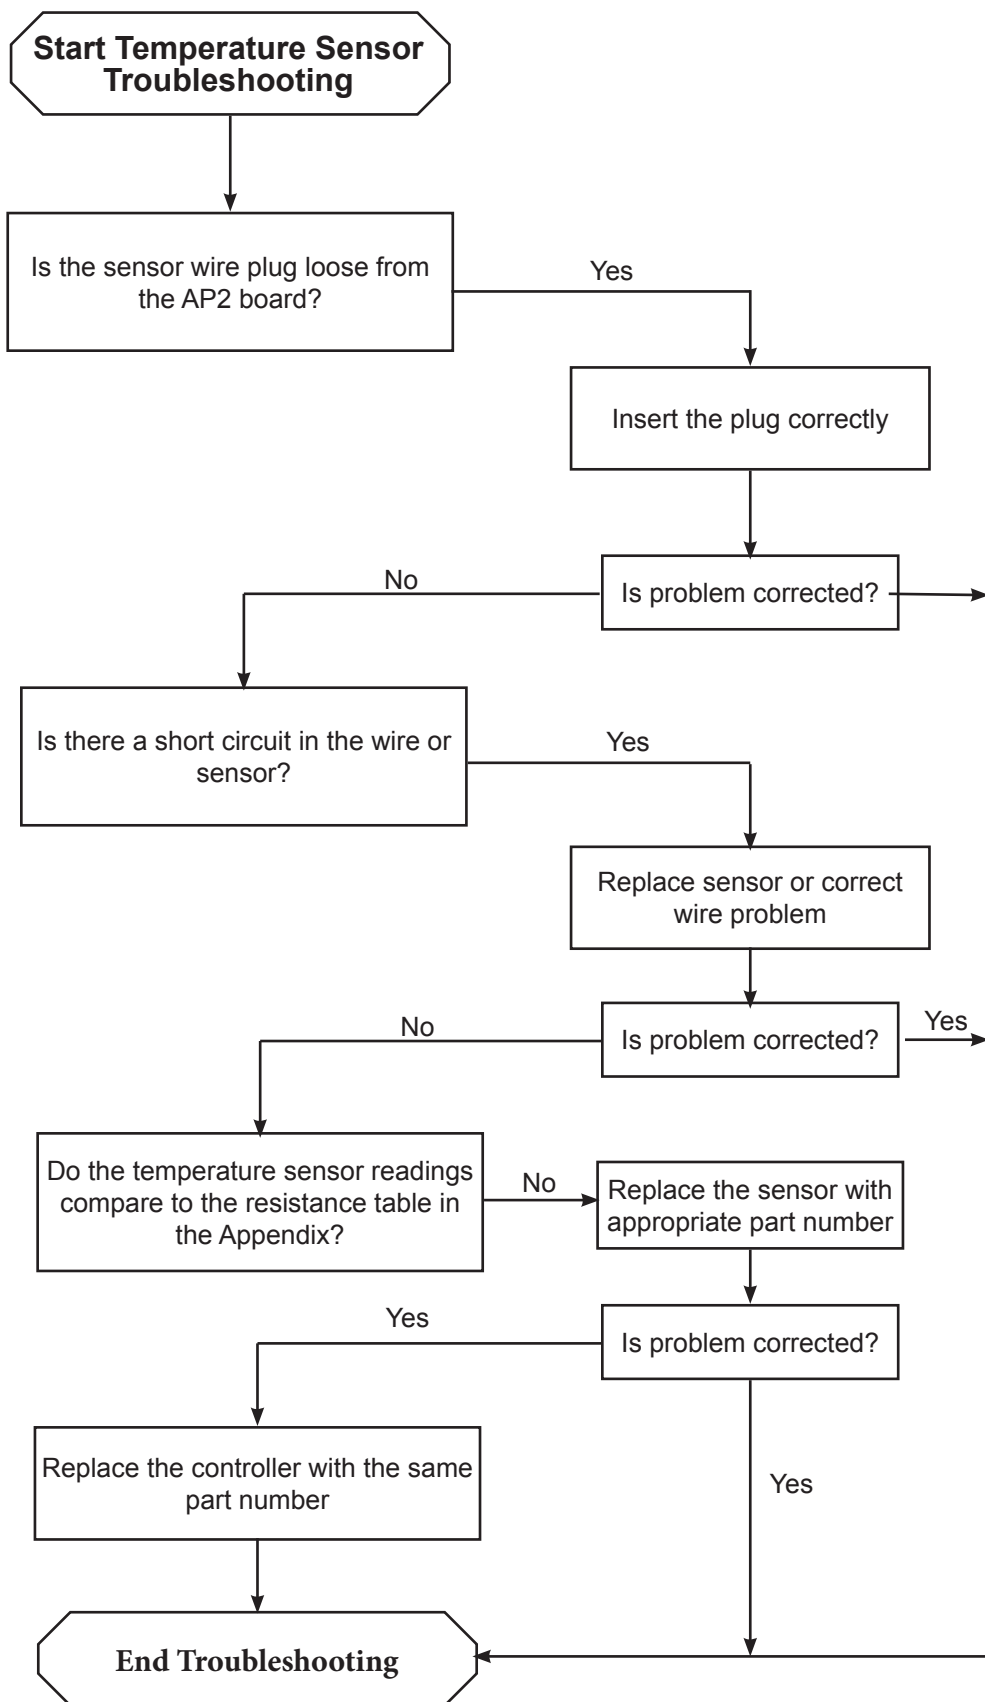 Start Temperature Sensor
Troubleshooting
Is the sensor wire plug loose from
the AP2 board?
Yes
Insert the plug correctly
Is problem corrected?
No
Is there a short circuit in the wire or
sensor?
Yes
Replace sensor or correct
wire problem
Is problem corrected?
Yes
No
Do the temperature sensor readings
compare to the resistance table in
the Appendix?
No
Replace the sensor with
appropriate part number
Is problem corrected?
Yes
Replace the controller with the same
part number
Yes
End Troubleshooting